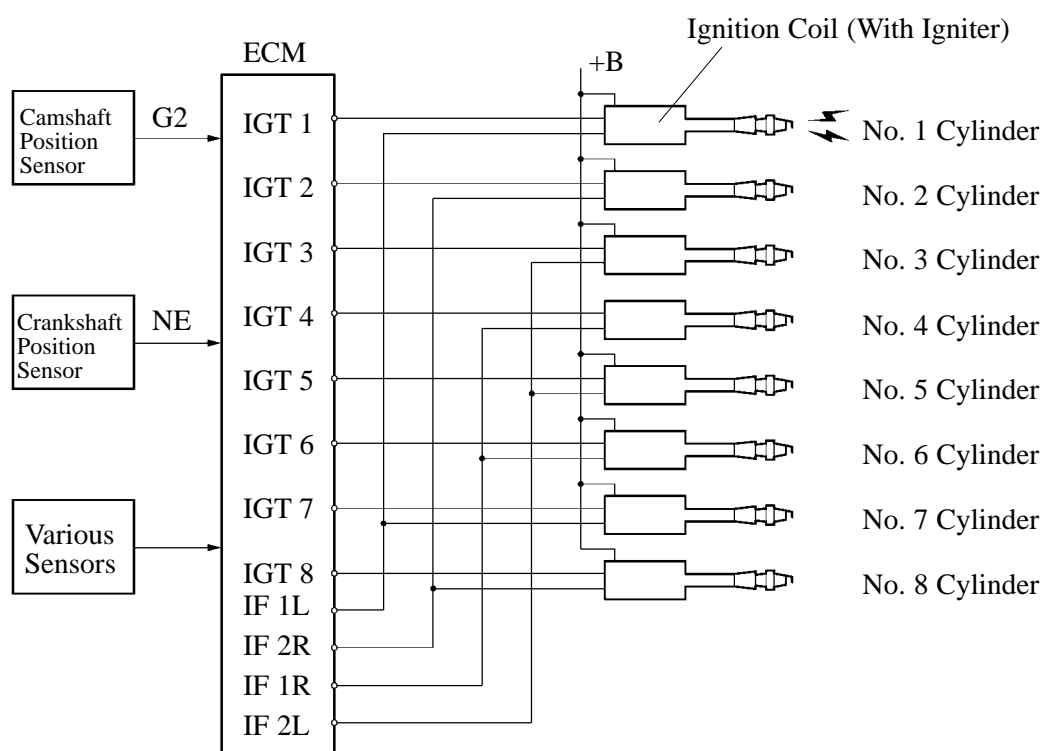 Ignition Coil (With Igniter)
ECM
+B
Camshaft
Position
Sensor
G2
IGT 1
No. 1 Cylinder
IGT 2
No. 2 Cylinder
IGT 3
No. 3 Cylinder
Crankshaft
Position
Sensor
NE
IGT 4
No. 4 Cylinder
IGT 5
No. 5 Cylinder
IGT 6
No. 6 Cylinder
Various
Sensors
IGT 7
No. 7 Cylinder
IGT 8
No. 8 Cylinder
IF 1L
IF 2R
IF 1R
IF 2L